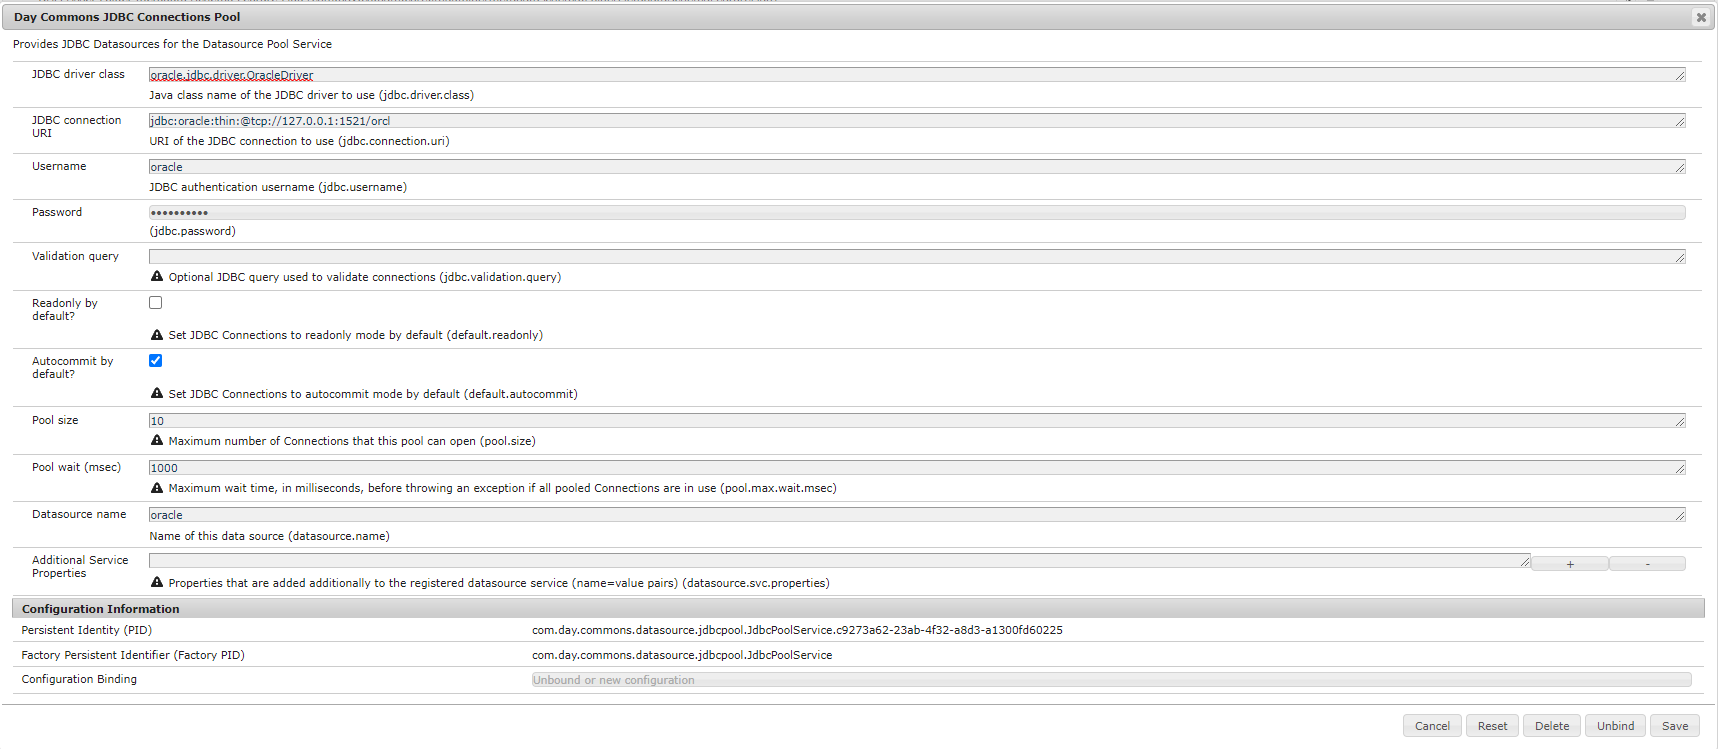 Day Commons JDBC Connections Pool
Provides JDBC Datasources for the Datasource Pool Service
JDBC driver class
oracle.jdbc.driver.OracleDriver
Java class name of the JDBC driver to use (jdbc.driver.class)
JDBC connection URI
jdbc:oracle:thin:@tcp://127.0.0.1:1521/orcl
URI of the JDBC connection to use (jdbc.connection.uri)
Username
oracle
JDBC authentication username (jdbc.username)
Password
••••••••••
(jdbc.password)
Validation query
Optional JDBC query used to validate connections (jdbc.validation.query)
Readonly by default?
Set JDBC Connections to readonly mode by default (default.readonly)
Autocommit by default?
Set JDBC Connections to autocommit mode by default (default.autocommit)
Pool size
10
Maximum number of Connections that this pool can open (pool.size)
Pool wait (msec)
1000
Maximum wait time, in milliseconds, before throwing an exception if all pooled Connections are in use (pool.max.wait.msec)
Datasource name
oracle
Name of this data source (datasource.name)
Additional Service Properties
+ -
Properties that are added additionally to the registered datasource service (name=value pairs) (datasource.svc.properties)
Configuration Information
Persistent Identity (PID) com.day.commons.datasource.jdbcpool.JdbcPoolService.c9273a62-23ab-4f32-a8d3-a1300fd60225
Factory Persistent Identifier (Factory PID) com.day.commons.datasource.jdbcpool.JdbcPoolService
Configuration Binding Unbound or new configuration
Cancel Reset Delete Unbind Save